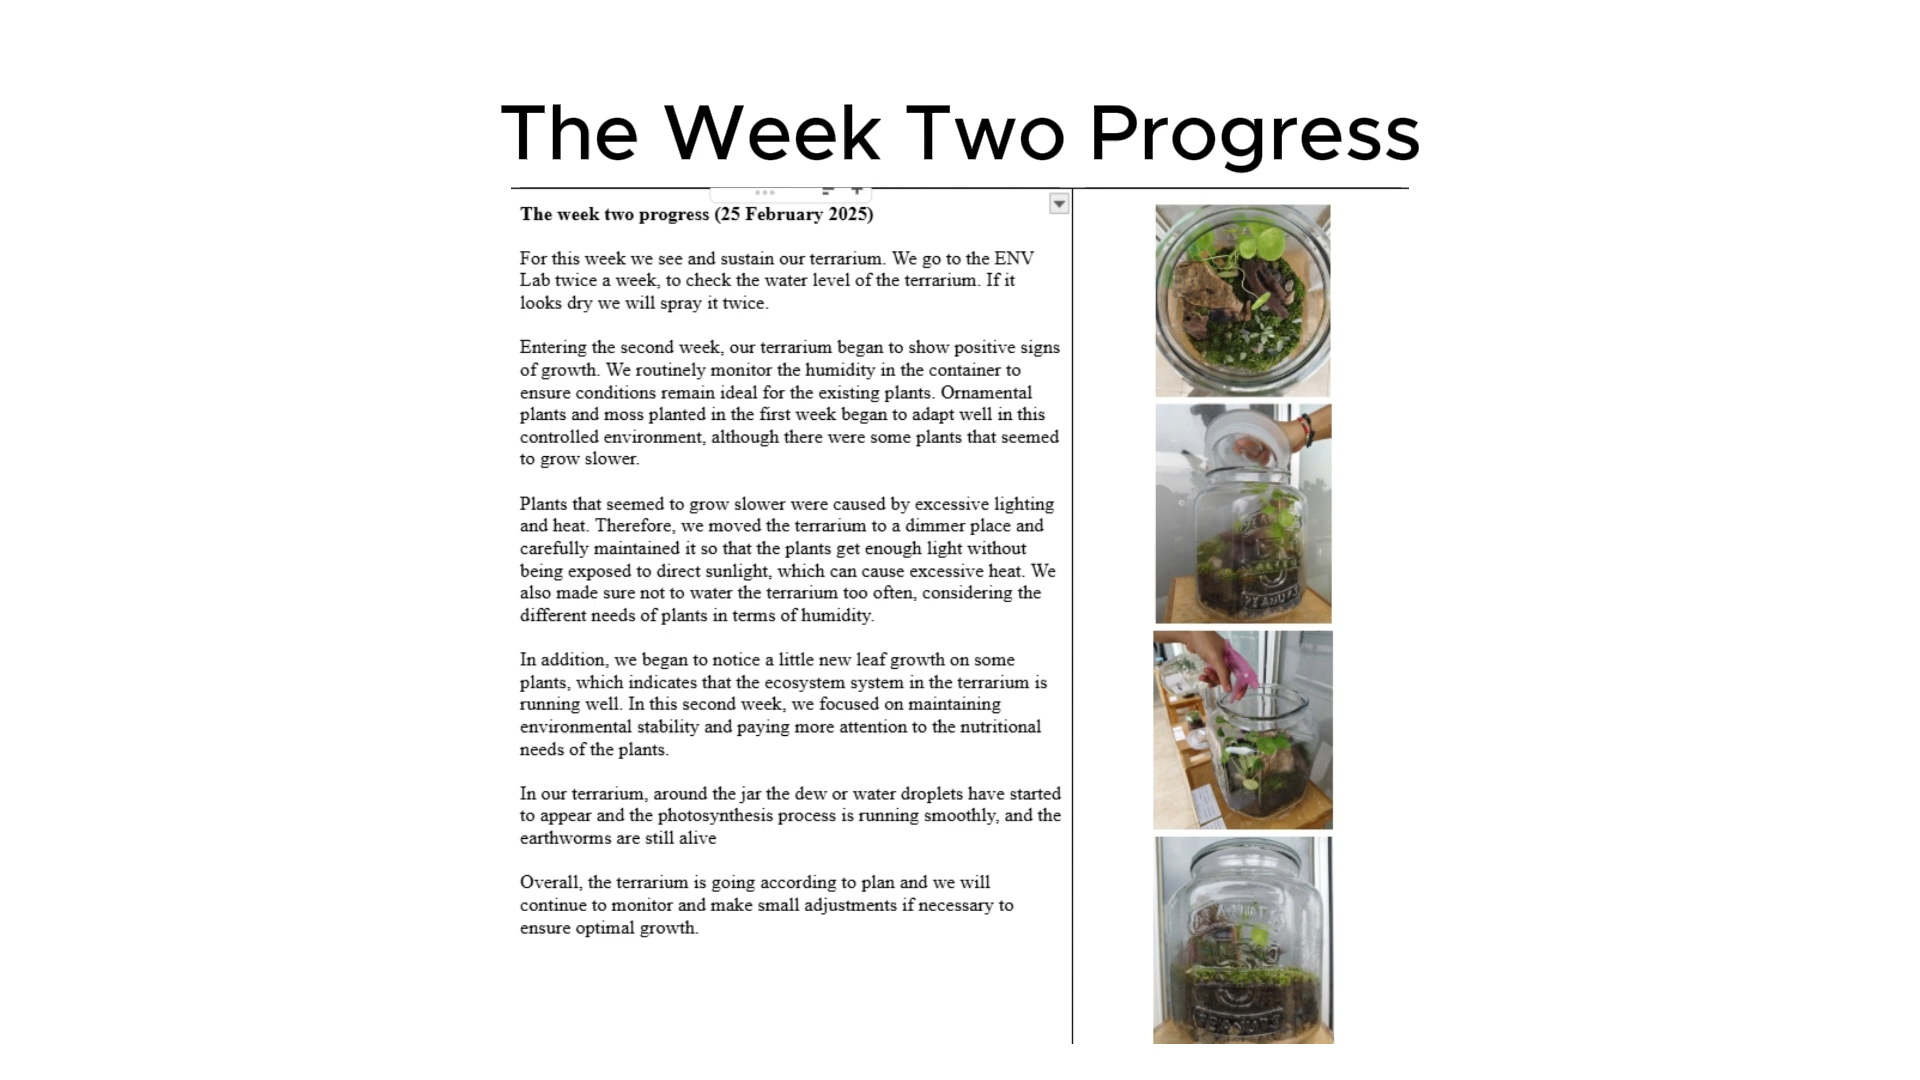 The Week Two Progress
The week two progress (25 February 2025)
For this week we see and sustain our terrarium. We go to the ENV
Lab twice a week, to check the water level of the terrarium. If it
looks dry we will spray it twice.
Entering the second week, our terrarium began to show positive signs
of growth. We routinely monitor the humidity in the container to
ensure conditions remain ideal for the existing plants. Ornamental
plants and moss planted in the first week began to adapt well in this
controlled environment, although there were some plants that seemed
to grow slower.
Plants that seemed to grow slower were caused by excessive lighting
and heat. Therefore, we moved the terrarium to a dimmer place and
carefully maintained it so that the plants get enough light without
being exposed to direct sunlight, which can cause excessive heat. We
also made sure not to water the terrarium too often, considering the
different needs of plants in terms of humidity.
In addition, we began to notice a little new leaf growth on some
plants, which indicates that the ecosystem system in the terrarium is
running well. In this second week, we focused on maintaining
environmental stability and paying more attention to the nutritional
needs of the plants.
In our terrarium, around the jar the dew or water droplets have started
to appear and the photosynthesis process is running smoothly, and the
earthworms are still alive
Overall, the terrarium is going according to plan and we will
continue to monitor and make small adjustments if necessary to
ensure optimal growth.
PEANUTS
PEANUTS